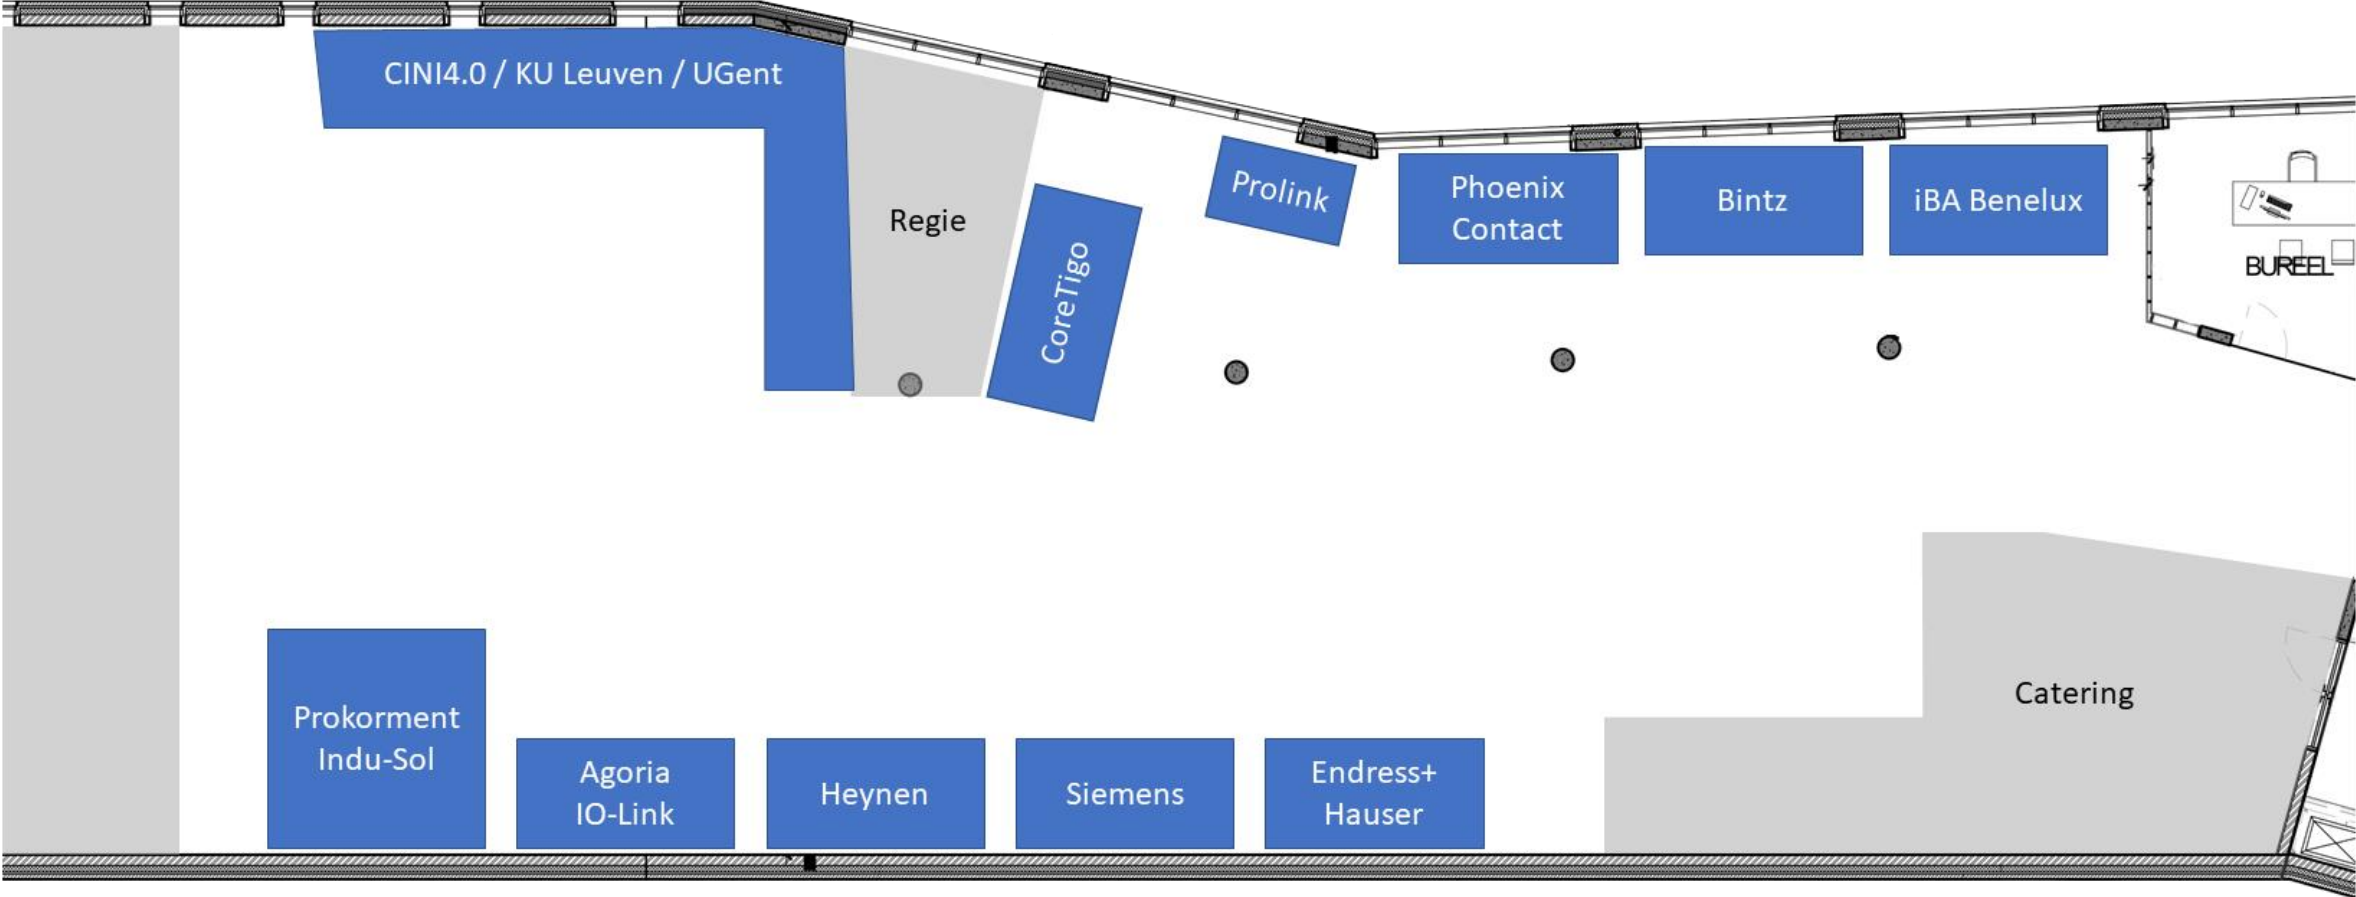 CINI4.0 / KU Leuven / UGent
Regie
CoreTigo
Prolink
Phoenix
Contact
Bintz
iBA Benelux
BUREEL
Prokorment
Indu-Sol
Agoria
IO-Link
Heynen
Siemens
Endress+
Hauser
Catering